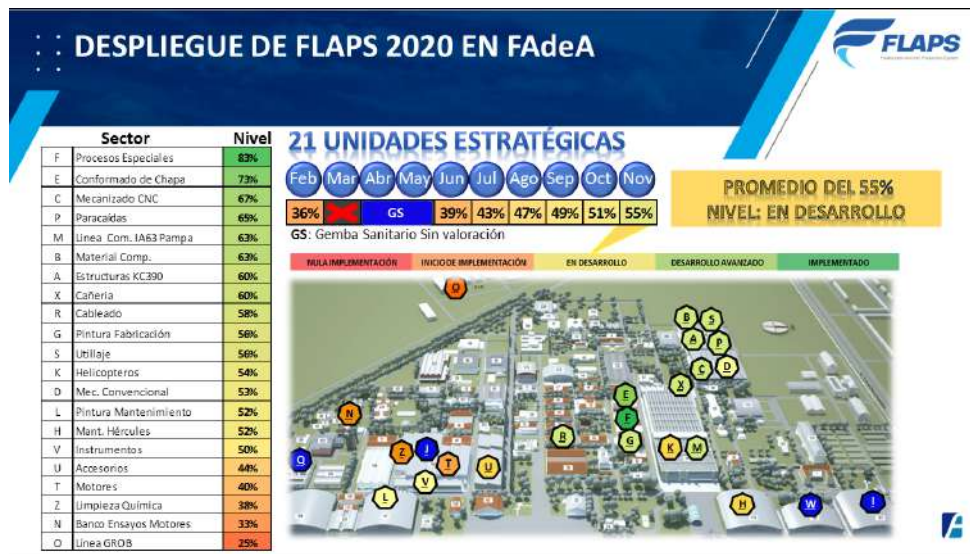 DESPLIEGUE DE FLAPS 2020 EN FAdeA
FLAPS
Sector Nivel
F Procesos Especiales 83%
E Conformado de Chapa 73%
C Mecanizado CNC 67%
P Paracaídas 65%
M Linea Com. IA63 Pampa 63%
B Material Comp. 63%
A Estructuras KC390 60%
X Cañeria 60%
R Cableado 58%
G Pintura Fabricación 56%
S Utillaje 56%
K Helicopteros 54%
D Mec. Convencional 53%
L Pintura Mantenimiento 52%
H Mant. Hércules 52%
V Instrumentos 50%
U Accesorios 44%
T Motores 40%
Z Limpieza Química 38%
N Banco Ensayos Motores 33%
O Linea GROB 25%
21 UNIDADES ESTRATÉGICAS
Feb Mar Abr May Jun Jul Ago Sep Oct Nov
36% GS 39% 43% 47% 49% 51% 55%
GS: Gemba Sanitario Sin valoración
PROMEDIO DEL 55%
NIVEL: EN DESARROLLO
NULA IMPLEMENTACIÓN INICIO DE IMPLEMENTACIÓN EN DESARROLLO DESARROLLO AVANZADO IMPLEMENTADO
O
B S
A P
C D
X
E
N F
R G
Z J K M
Q T U
V
L H W I